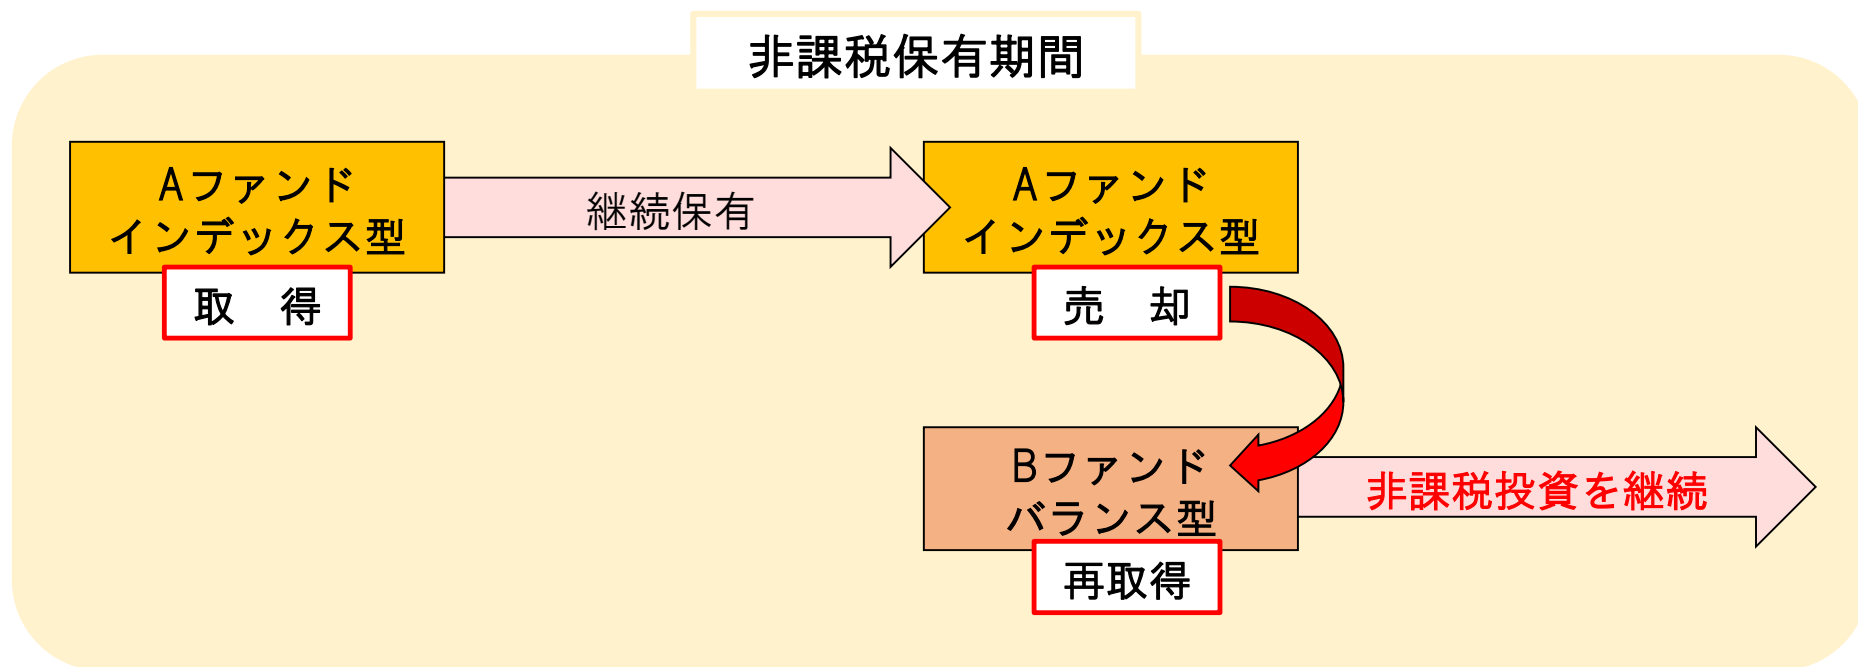 非課税保有期間
Aファンド
インデックス型
取　得
継続保有
Aファンド
インデックス型
売　却
Bファンド
バランス型
再取得
非課税投資を継続